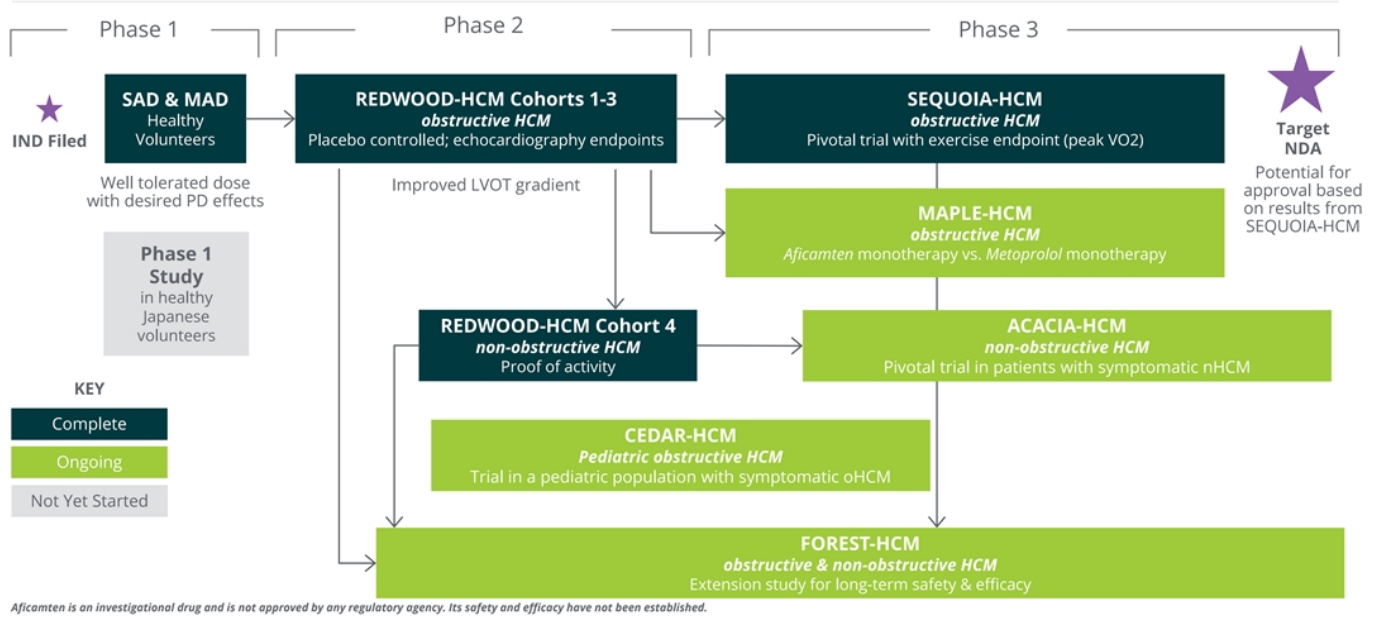 Phase 1
Phase 2
Phase 3
IND Filed
SAD & MAD
Healthy
Volunteers
Well tolerated dose
with desired PD effects
REDWOOD-HCM Cohorts 1-3
obstructive HCM
Placebo controlled; echocardiography endpoints
Improved LVOT gradient
SEQUOIA-HCM
obstructive HCM
Pivotal trial with exercise endpoint (peak VO2)
Target
NDA
Potential for
approval based
on results from
SEQUOIA-HCM
MAPLE-HCM
obstructive HCM
Aficamten monotherapy vs. Metoprolol monotherapy
Phase 1
Study
in healthy
Japanese
volunteers
REDWOOD-HCM Cohort 4
non-obstructive HCM
Proof of activity
ACACIA-HCM
non-obstructive HCM
Pivotal trial in patients with symptomatic nHCM
KEY
Complete
Ongoing
Not Yet Started
CEDAR-HCM
Pediatric obstructive HCM
Trial in a pediatric population with symptomatic oHCM
FOREST-HCM
obstructive & non-obstructive HCM
Extension study for long-term safety & efficacy
Aficamten is an investigational drug and is not approved by any regulatory agency. Its safety and efficacy have not been established.